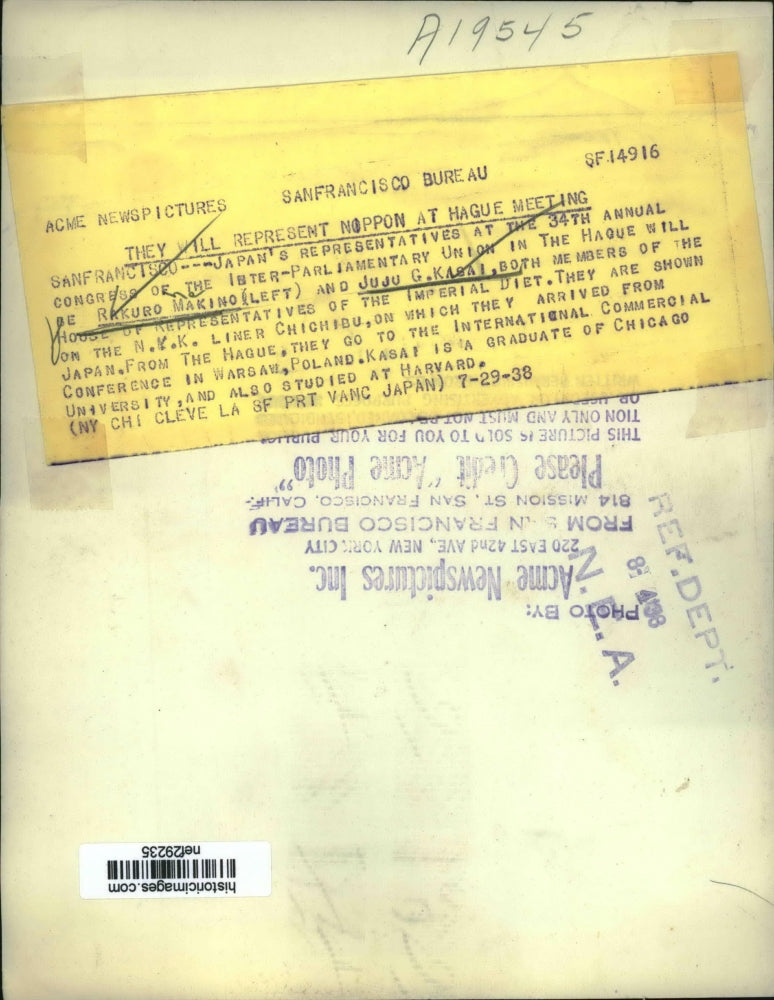 A19545
SF.14916
SANFRANCISCO BUREAU
ACME NEWSPICTURES
THEY WILL REPRESENT NOPPON AT HAGUE MEETING
SANFRANCISCO---JAPAN'S REPRESENTATIVES AT THE 34TH ANNUAL
CONGRESS OF THE INTER-PARLIAMENTARY UNION IN THE HAGUE WILL
BE RAKURO MAKINO(LEFT) AND JUJU G.KASAI,BOTH MEMBERS OF THE
HOUSE OF REPRESENTATIVES OF THE IMPERIAL DIET.THEY ARE SHOWN
ON THE N.Y.K. LINER CHICHIBU,ON WHICH THEY ARRIVED FROM
JAPAN.FROM THE HAGUE,THEY GO TO THE INTERNATIONAL COMMERCIAL
CONFERENCE IN WARSAW,POLAND.KASAI IS A GRADUATE OF CHICAGO
UNIVERSITY,AND ALSO STUDIED AT HARVARD.
(NY CHI CLEVE LA SF PRT VANC JAPAN) 7-29-38
PHOTO BY:
Acme Newspictures Inc.
220 EAST 42nd AVE, NEW YORK CITY
FROM SAN FRANCISCO BUREAU
814 MISSION ST. SAN FRANCISCO, CALIF.
Please Credit "Acme Photo"
THIS PICTURE IS SOLD TO YOU FOR YOUR PUBLICA
TION ONLY AND MUST NOT BE
REF. DEPT.
N.E.A.
historicimages.com
nef29235